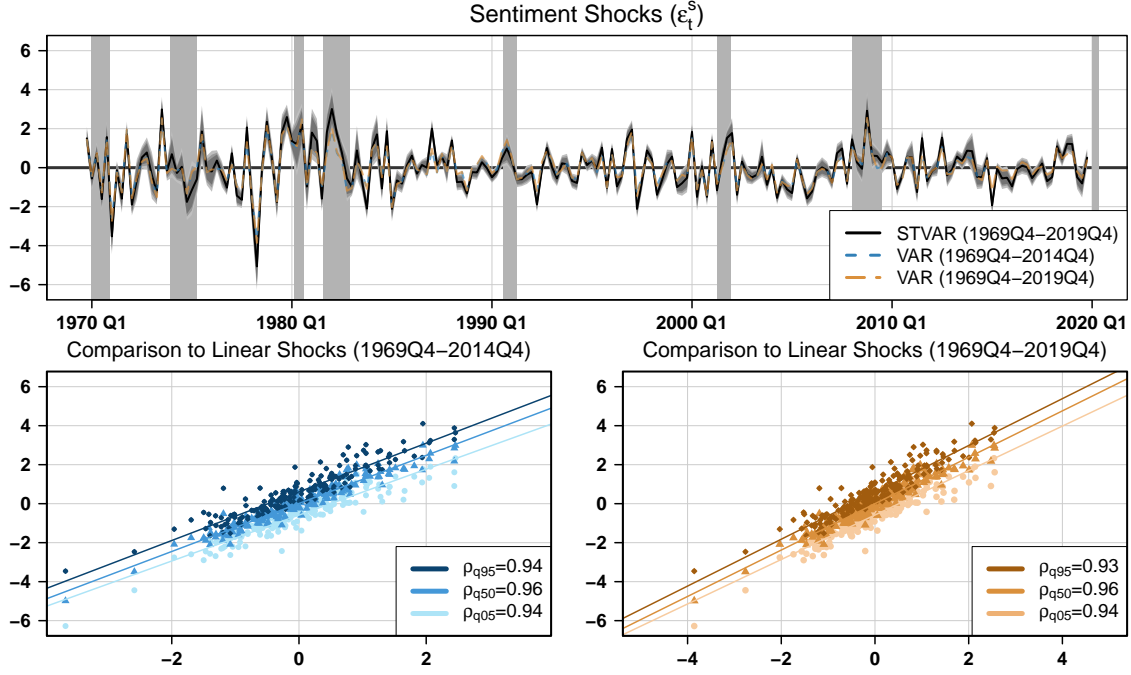 Sentiment Shocks (ε_t^s)
6
4
2
0
−2
−4
−6
STVAR (1969Q4−2019Q4)
VAR (1969Q4−2014Q4)
VAR (1969Q4−2019Q4)
1970 Q1 1980 Q1 1990 Q1 2000 Q1 2010 Q1 2020 Q1
Comparison to Linear Shocks (1969Q4−2014Q4)
6
4
2
0
−2
−4
−6
ρq95=0.94
ρq50=0.96
ρq05=0.94
−2 0 2
Comparison to Linear Shocks (1969Q4−2019Q4)
6
4
2
0
−2
−4
−6
ρq95=0.93
ρq50=0.96
ρq05=0.94
−4 −2 0 2 4